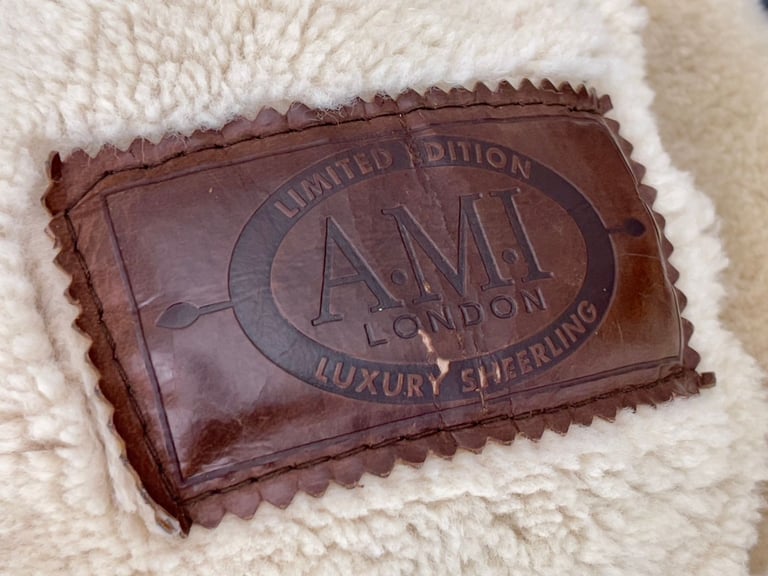 LIMITED EDITION
A.M.I
LONDON
LUXURY SHEERLING